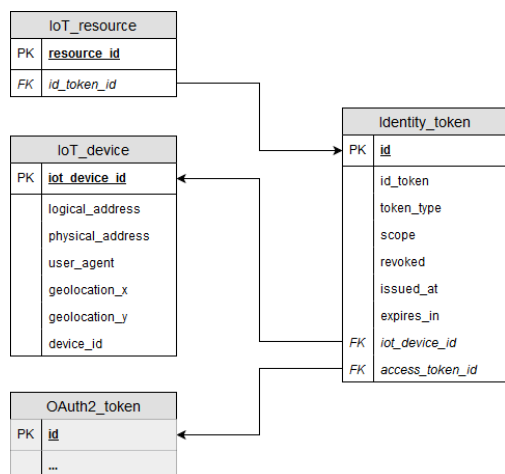 IoT_resource
PK resource_id
FK id_token_id
IoT_device
PK iot_device_id
logical_address
physical_address
user_agent
geolocation_x
geolocation_y
device_id
OAuth2_token
PK id
...
Identity_token
PK id
id_token
token_type
scope
revoked
issued_at
expires_in
FK iot_device_id
FK access_token_id